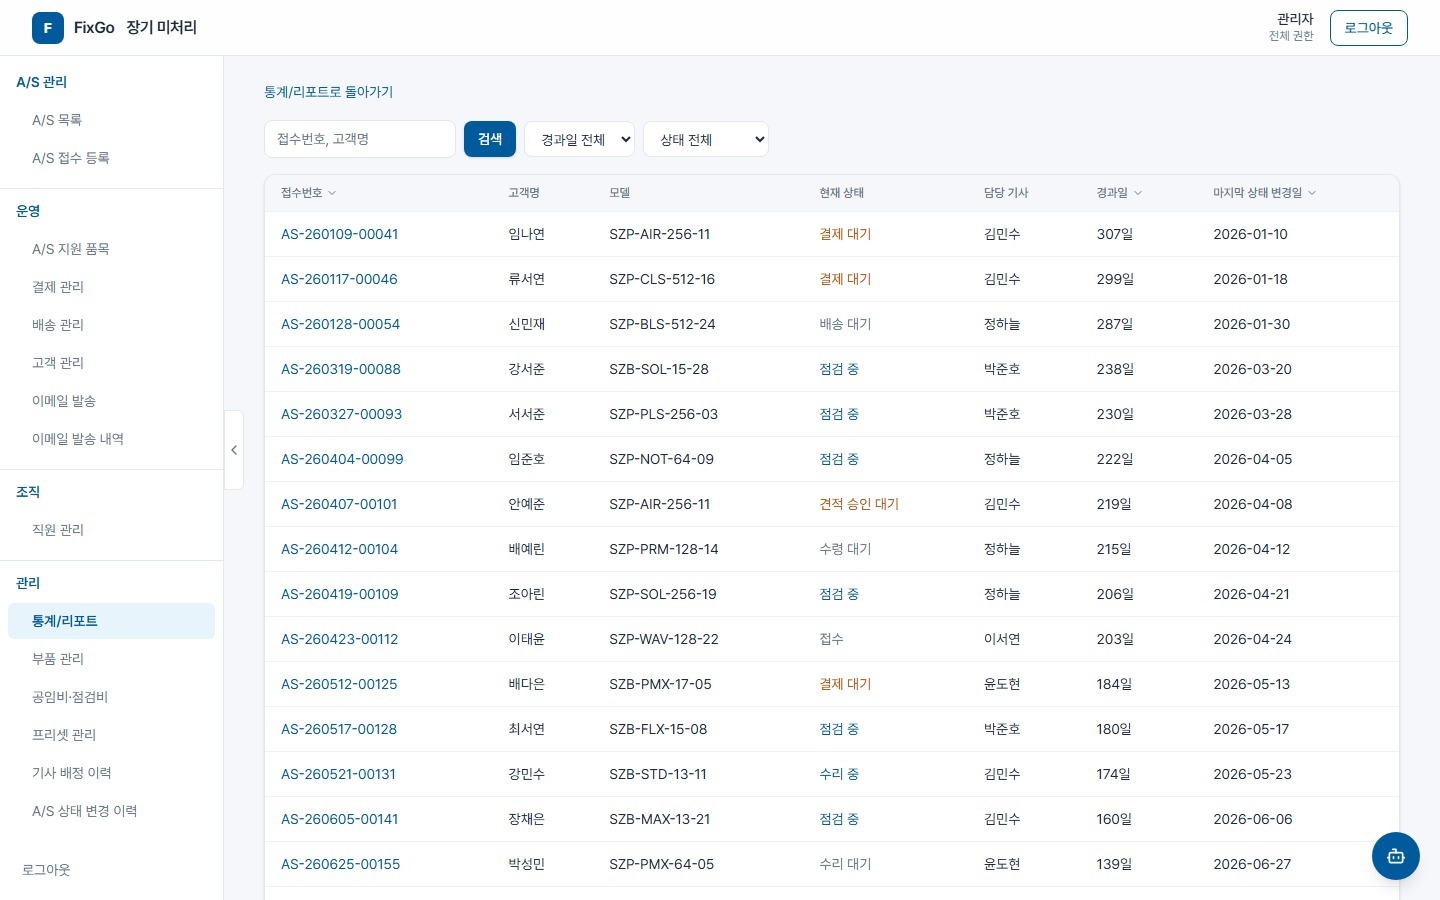 F FixGo 장기 미처리
관리자
전체 권한
로그아웃
A/S 관리
A/S 목록
A/S 접수 등록
운영
A/S 지원 품목
결제 관리
배송 관리
고객 관리
이메일 발송
이메일 발송 내역
조직
직원 관리
관리
통계/리포트
부품 관리
공임비·점검비
프리셋 관리
기사 배정 이력
A/S 상태 변경 이력
로그아웃
통계/리포트로 돌아가기
접수번호, 고객명 검색 경과일 전체 상태 전체
접수번호 고객명 모델 현재 상태 담당 기사 경과일 마지막 상태 변경일
AS-260109-00041 임나연 SZP-AIR-256-11 결제 대기 김민수 307일 2026-01-10
AS-260117-00046 류서연 SZP-CLS-512-16 결제 대기 김민수 299일 2026-01-18
AS-260128-00054 신민재 SZP-BLS-512-24 배송 대기 정하늘 287일 2026-01-30
AS-260319-00088 강서준 SZB-SOL-15-28 점검 중 박준호 238일 2026-03-20
AS-260327-00093 서서준 SZP-PLS-256-03 점검 중 박준호 230일 2026-03-28
AS-260404-00099 임준호 SZP-NOT-64-09 점검 중 정하늘 222일 2026-04-05
AS-260407-00101 안예준 SZP-AIR-256-11 견적 승인 대기 김민수 219일 2026-04-08
AS-260412-00104 배예린 SZP-PRM-128-14 수령 대기 정하늘 215일 2026-04-12
AS-260419-00109 조아린 SZP-SOL-256-19 점검 중 정하늘 206일 2026-04-21
AS-260423-00112 이태윤 SZP-WAV-128-22 접수 이서연 203일 2026-04-24
AS-260512-00125 배다은 SZB-PMX-17-05 결제 대기 윤도현 184일 2026-05-13
AS-260517-00128 최서연 SZB-FLX-15-08 점검 중 박준호 180일 2026-05-17
AS-260521-00131 강민수 SZB-STD-13-11 수리 중 김민수 174일 2026-05-23
AS-260605-00141 장채은 SZB-MAX-13-21 점검 중 김민수 160일 2026-06-06
AS-260625-00155 박성민 SZP-PMX-64-05 수리 대기 윤도현 139일 2026-06-27